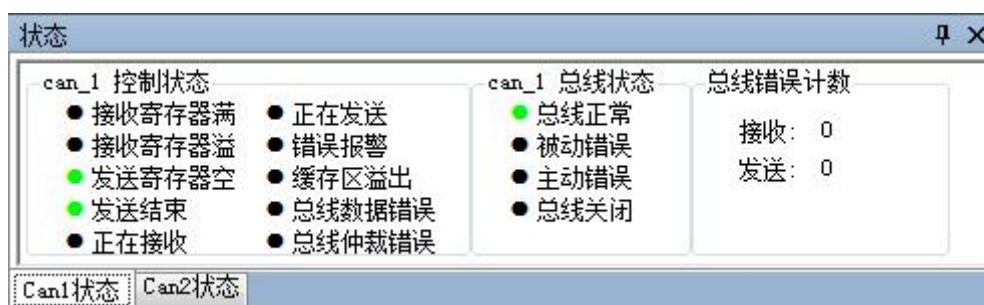 状态
can_1 控制状态
接收寄存器满
接收寄存器溢
发送寄存器空
发送结束
正在接收
正在发送
错误报警
缓存区溢出
总线数据错误
总线仲裁错误
can_1 总线状态
总线正常
被动错误
主动错误
总线关闭
总线错误计数
接收: 0
发送: 0
Can1状态 Can2状态